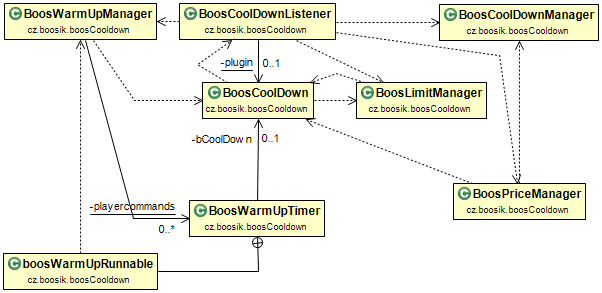 BoosWarmUpManager
cz.boosik.boosCooldown
BoosCoolDownListener
cz.boosik.boosCooldown
BoosCoolDownManager
cz.boosik.boosCooldown
-plugin
0..1
BoosCoolDown
cz.boosik.boosCooldown
BoosLimitManager
cz.boosik.boosCooldown
-bCoolDown
0..1
BoosPriceManager
cz.boosik.boosCooldown
-playercommands
0..*
BoosWarmUpTimer
cz.boosik.boosCooldown
boosWarmUpRunnable
cz.boosik.boosCooldown